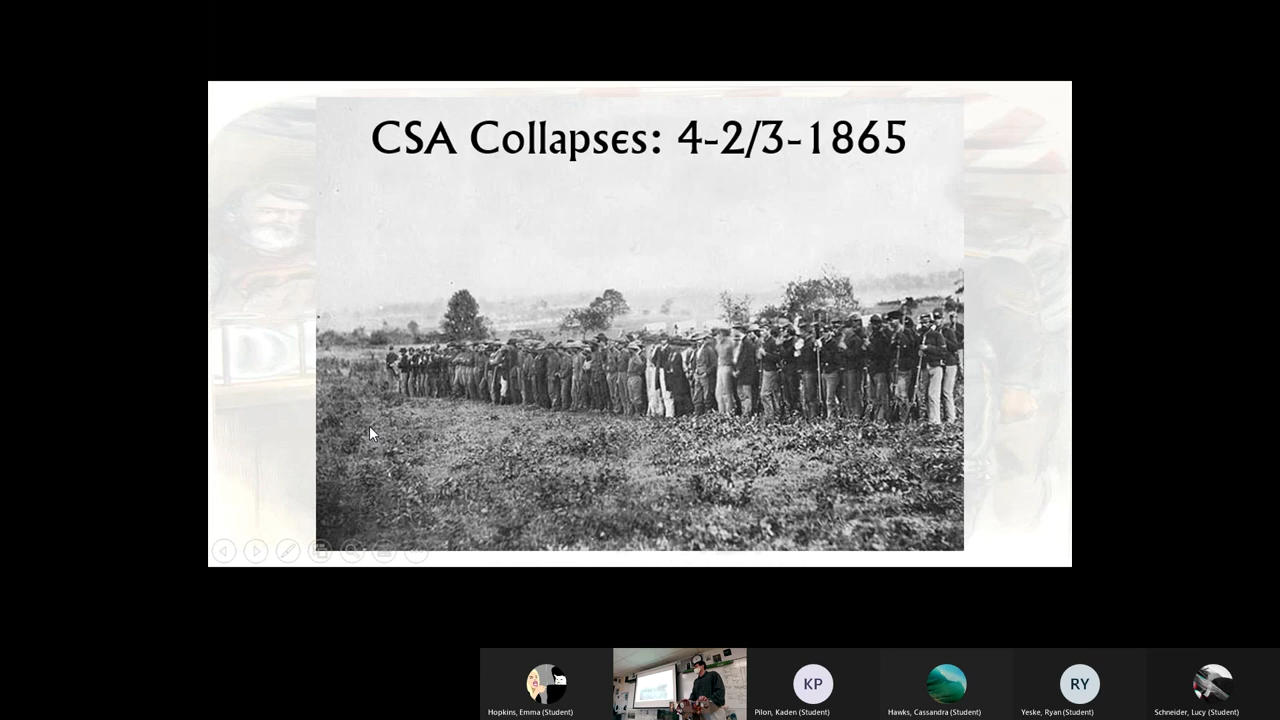 CSA Collapses: 4-2/3-1865
KP
RY
Hopkins, Emma (Student)
Pilon, Kaden (Student)
Hawks, Cassandra (Student)
Yeske, Ryan (Student)
Schneider, Lucy (Student)